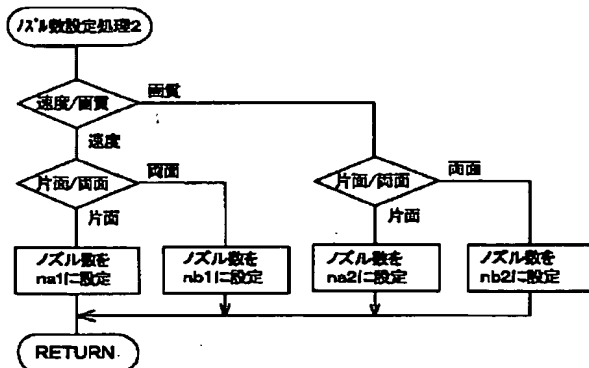 ノズル数設定処理2
速度/画質
画質
速度
片面/両面
両面
片面
片面/両面
両面
片面
ノズル数を
na1に設定
ノズル数を
nb1に設定
ノズル数を
na2に設定
ノズル数を
nb2に設定
RETURN